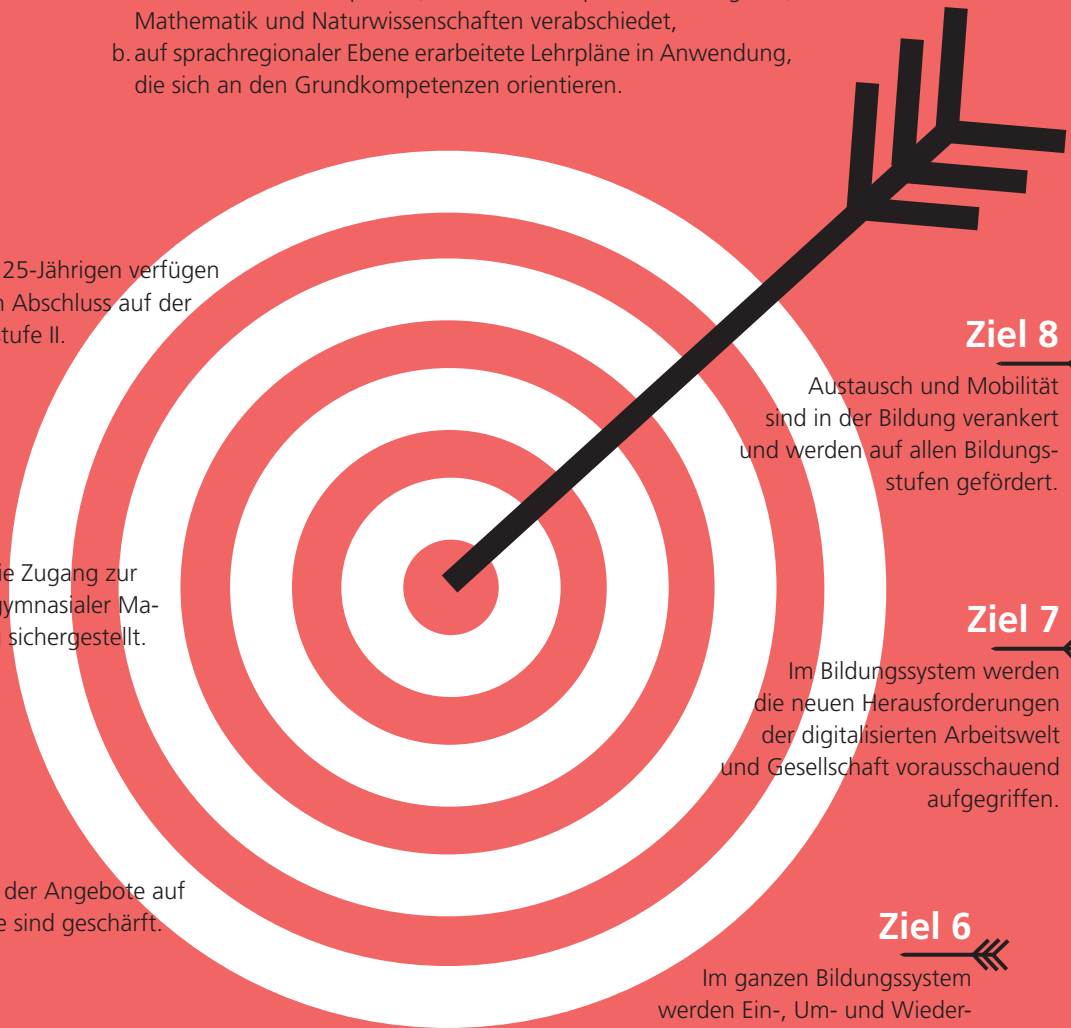 Mathematik und Naturwissenschaften verabschiedet,
b. auf sprachregionaler Ebene erarbeitete Lehrpläne in Anwendung,
die sich an den Grundkompetenzen orientieren.
25-Jährigen verfügen
Abschluss auf der
tufe II.
Zugang zur
gymnasialer Ma-
sichergestellt.
der Angebote auf
sind geschärft.
Ziel 8
Austausch und Mobilität
sind in der Bildung verankert
und werden auf allen Bildungs-
stufen gefördert.
Ziel 7
Im Bildungssystem werden
die neuen Herausforderungen
der digitalisierten Arbeitswelt
und Gesellschaft vorausschauend
aufgegriffen.
Ziel 6
Im ganzen Bildungssystem
werden Ein-, Um- und Wieder-